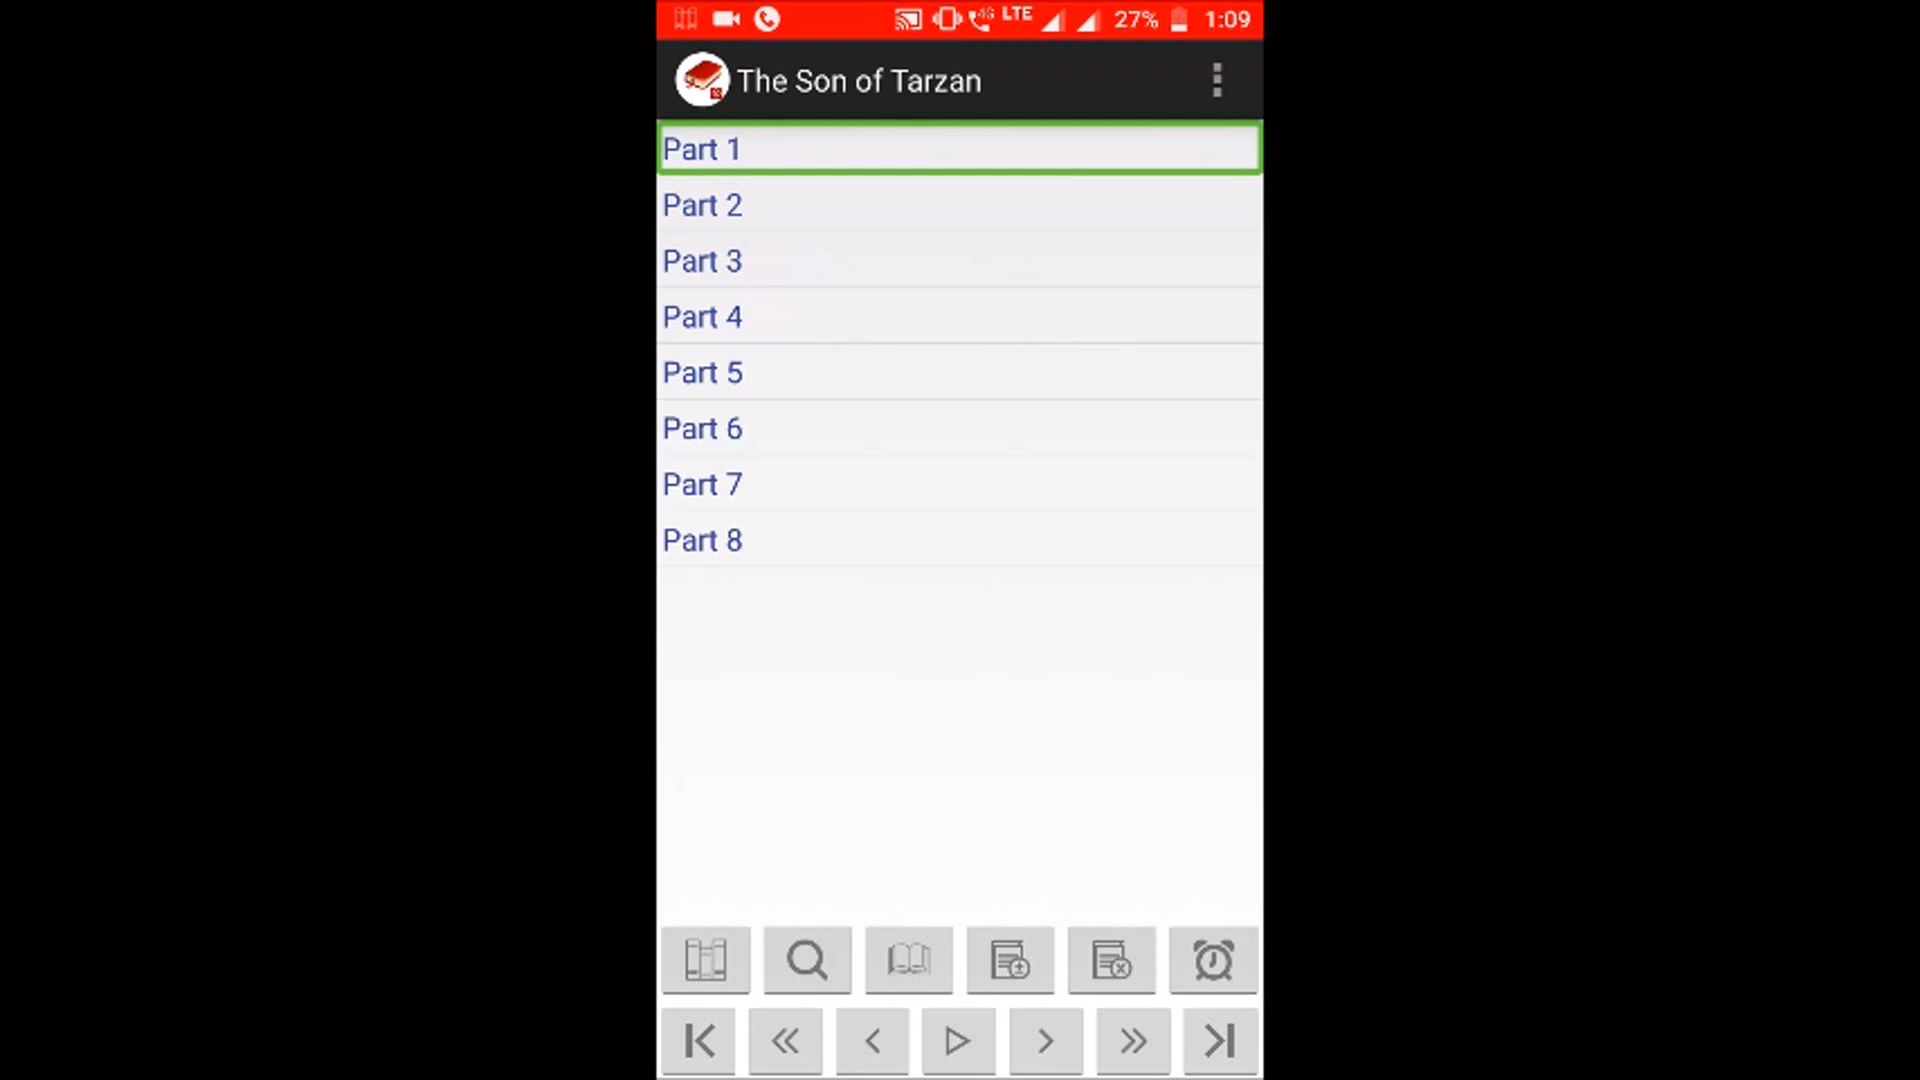 LTE 27% 1:09
The Son of Tarzan
Part 1
Part 2
Part 3
Part 4
Part 5
Part 6
Part 7
Part 8